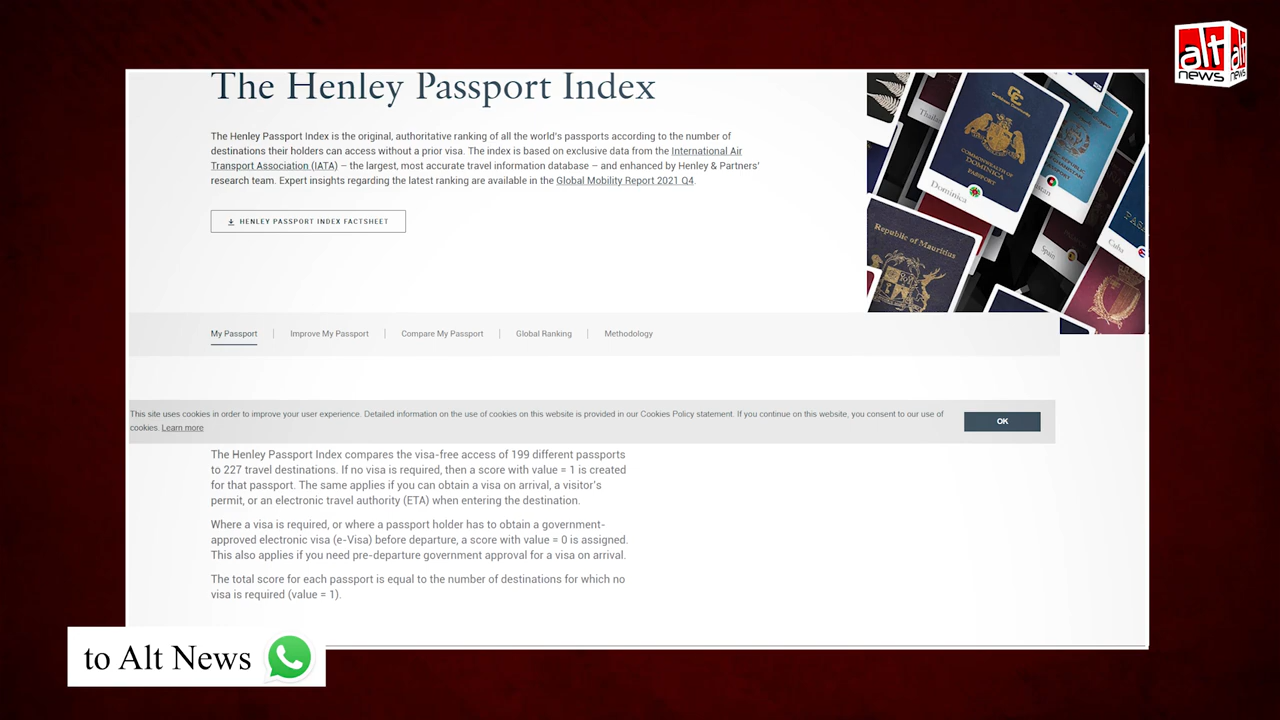 alt alt
news news
The Henley Passport Index
The Henley Passport Index is the original, authoritative ranking of all the world's passports according to the number of
destinations their holders can access without a prior visa. The index is based on exclusive data from the International Air
Transport Association (IATA) – the largest, most accurate travel information database – and enhanced by Henley & Partners'
research team. Expert insights regarding the latest ranking are available in the Global Mobility Report 2021 Q4.
HENLEY PASSPORT INDEX FACTSHEET
COMMONWEALTH OF
DOMINICA
PASSPORT
Dominica
Republic of Mauritius
Spain
Cuba
My Passport | Improve My Passport | Compare My Passport | Global Ranking | Methodology
This site uses cookies in order to improve your user experience. Detailed information on the use of cookies on this website is provided in our Cookies Policy statement. If you continue on this website, you consent to our use of
cookies. Learn more
OK
The Henley Passport Index compares the visa-free access of 199 different passports
to 227 travel destinations. If no visa is required, then a score with value = 1 is created
for that passport. The same applies if you can obtain a visa on arrival, a visitor's
permit, or an electronic travel authority (ETA) when entering the destination.
Where a visa is required, or where a passport holder has to obtain a government-
approved electronic visa (e-Visa) before departure, a score with value = 0 is assigned.
This also applies if you need pre-departure government approval for a visa on arrival.
The total score for each passport is equal to the number of destinations for which no
visa is required (value = 1).
to Alt News